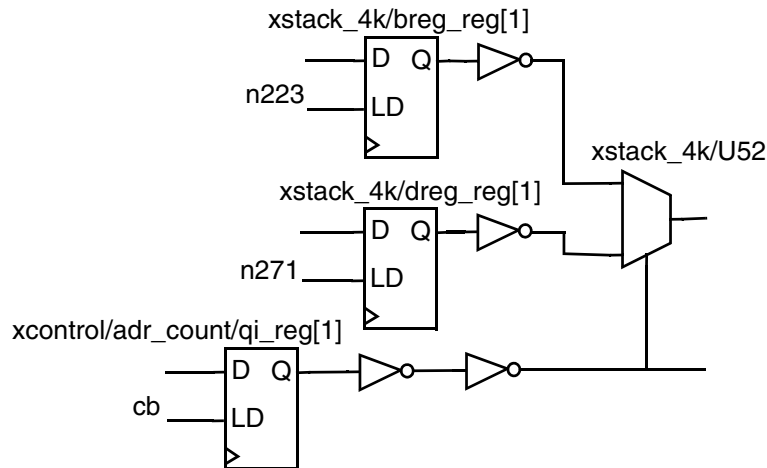 xstack_4k/breg_reg[1]
D Q
n223 LD
xstack_4k/U52
xstack_4k/dreg_reg[1]
D Q
n271 LD
xcontrol/adr_count/qi_reg[1]
D Q
cb LD